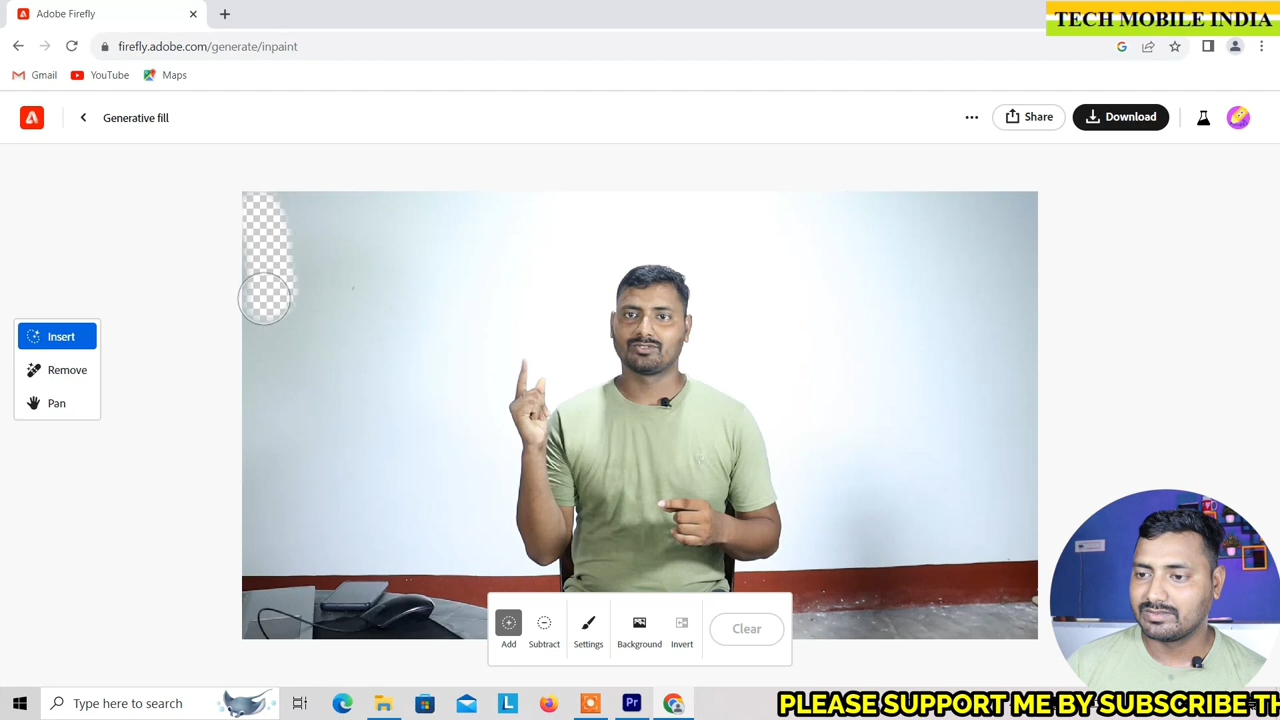 Adobe Firefly
TECH MOBILE INDIA
firefly.adobe.com/generate/inpaint
Gmail
YouTube
Maps
Generative fill
Share
Download
Insert
Remove
Pan
Add
Subtract
Settings
Background
Invert
Clear
Type here to search
PLEASE SUPPORT ME BY SUBSCRIBE TH